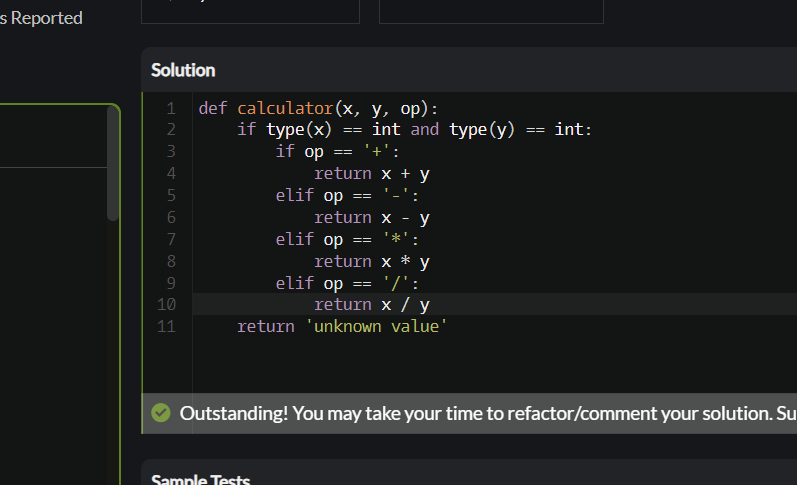 s Reported
Solution
1 def calculator(x, y, op):
2     if type(x) == int and type(y) == int:
3         if op == '+':
4             return x + y
5         elif op == '-':
6             return x - y
7         elif op == '*':
8             return x * y
9         elif op == '/':
10             return x / y
11     return 'unknown value'
Outstanding! You may take your time to refactor/comment your solution. Su
Sample Tests